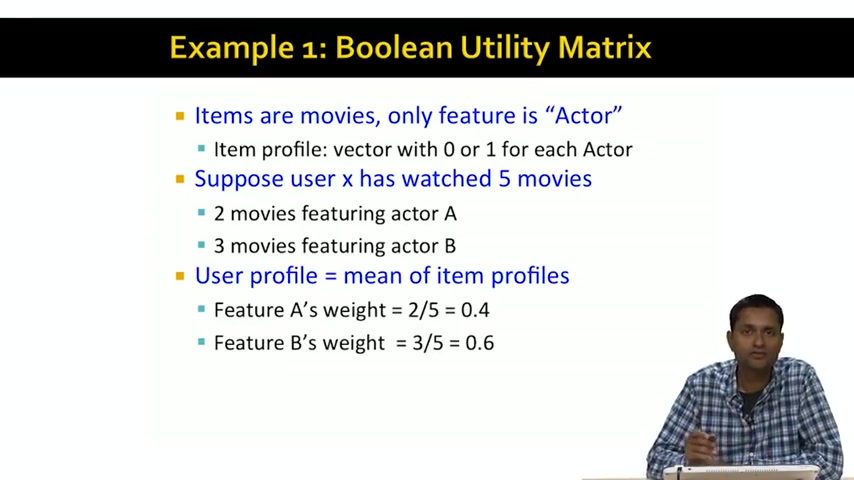 Example 1: Boolean Utility Matrix
Items are movies, only feature is “Actor”
Item profile: vector with 0 or 1 for each Actor
Suppose user x has watched 5 movies
2 movies featuring actor A
3 movies featuring actor B
User profile = mean of item profiles
Feature A’s weight = 2/5 = 0.4
Feature B’s weight  = 3/5 = 0.6